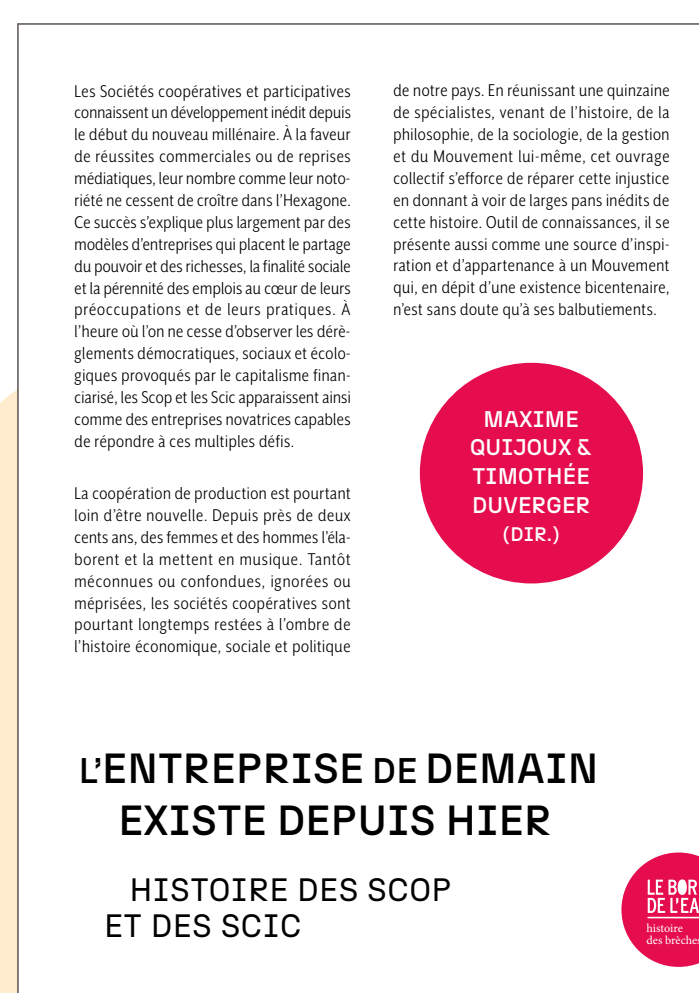 Les Sociétés coopératives et participatives
connaissent un développement inédit depuis
le début du nouveau millénaire. À la faveur
de réussites commerciales ou de reprises
médiatiques, leur nombre comme leur noto-
riété ne cessent de croître dans l'Hexagone.
Ce succès s'explique plus largement par des
modèles d'entreprises qui placent le partage
du pouvoir et des richesses, la finalité sociale
et la pérennité des emplois au cœur de leurs
préoccupations et de leurs pratiques. À
l'heure où l'on ne cesse d'observer les dérè-
glements démocratiques, sociaux et écolo-
giques provoqués par le capitalisme finan-
ciarisé, les Scop et les Scic apparaissent ainsi
comme des entreprises novatrices capables
de répondre à ces multiples défis.
La coopération de production est pourtant
loin d'être nouvelle. Depuis près de deux
cents ans, des femmes et des hommes l'éla-
borent et la mettent en musique. Tantôt
méconnues ou confondues, ignorées ou
méprisées, les sociétés coopératives sont
pourtant longtemps restées à l'ombre de
l'histoire économique, sociale et politique
de notre pays. En réunissant une quinzaine
de spécialistes, venant de l'histoire, de la
philosophie, de la sociologie, de la gestion
et du Mouvement lui-même, cet ouvrage
collectif s'efforce de réparer cette injustice
en donnant à voir de larges pans inédits de
cette histoire. Outil de connaissances, il se
présente aussi comme une source d'inspi-
ration et d'appartenance à un Mouvement
qui, en dépit d'une existence bicentenaire,
n'est sans doute qu'à ses balbutiements.
MAXIME
QUIJOUX &
TIMOTHÉE
DUVERGER
(DIR.)
L'ENTREPRISE DE DEMAIN
EXISTE DEPUIS HIER
HISTOIRE DES SCOP
ET DES SCIC
LE BOR
DE L'EA
histoire
des brèches